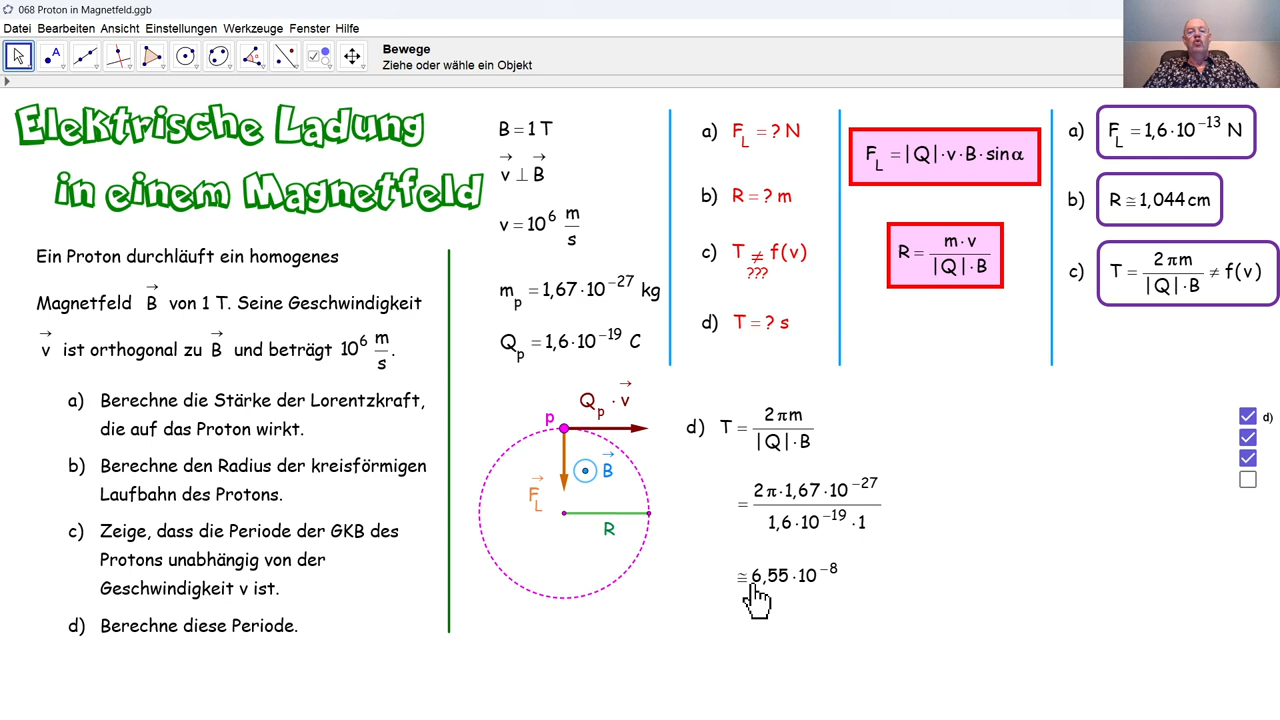 068 Proton in Magnetfeld.ggb
Datei Bearbeiten Ansicht Einstellungen Werkzeuge Fenster Hilfe
Bewege
Ziehe oder wähle ein Objekt
Elektrische Ladung
in einem Magnetfeld
Ein Proton durchläuft ein homogenes
Magnetfeld B⃗ von 1 T. Seine Geschwindigkeit
v⃗ ist orthogonal zu B⃗ und beträgt 10⁶ m/s.
a) Berechne die Stärke der Lorentzkraft,
die auf das Proton wirkt.
b) Berechne den Radius der kreisförmigen
Laufbahn des Protons.
c) Zeige, dass die Periode der GKB des
Protons unabhängig von der
Geschwindigkeit v ist.
d) Berechne diese Periode.
B = 1 T
v⃗ ⊥ B⃗
v = 10⁶ m/s
m_p = 1,67 · 10⁻²⁷ kg
Q_p = 1,6 · 10⁻¹⁹ C
Q_p · v⃗
p
B⃗
F⃗_L
R
a) F_L = ? N
b) R = ? m
c) T ≠ f(v)
???
d) T = ? s
F_L = |Q| · v · B · sin α
R = m · v / |Q| · B
a) F_L = 1,6 · 10⁻¹³ N
b) R ≅ 1,044 cm
c) T = 2πm / |Q| · B ≠ f(v)
d) T = 2πm / |Q| · B
= 2π · 1,67 · 10⁻²⁷ / 1,6 · 10⁻¹⁹ · 1
≅ 6,55 · 10⁻⁸
d)